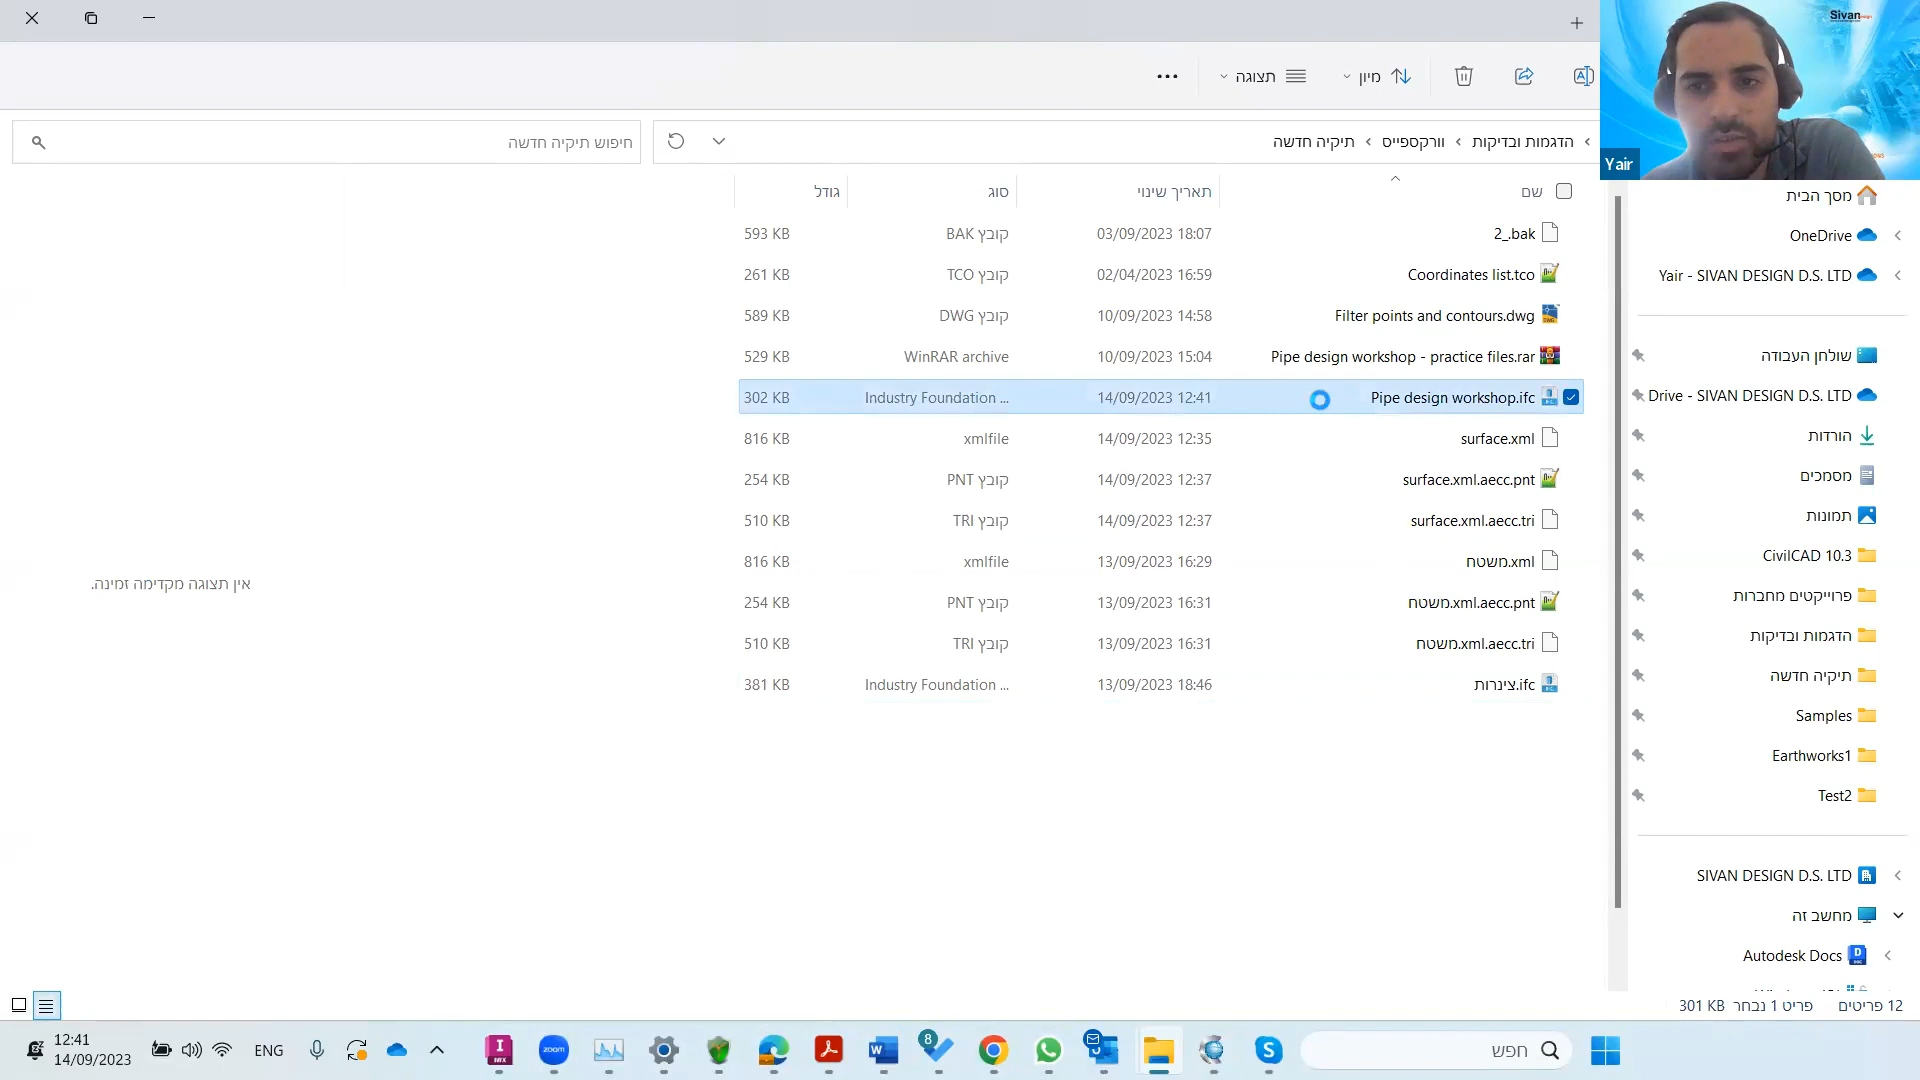 Sivan
Yair
תצוגה
מיון
הדגמות ובדיקות › וורקספייס › תיקיה חדשה
חיפוש תיקיה חדשה
שם תאריך שינוי סוג גודל
2_.bak 03/09/2023 18:07 קובץ BAK 593 KB
Coordinates list.tco 02/04/2023 16:59 קובץ TCO 261 KB
Filter points and contours.dwg 10/09/2023 14:58 קובץ DWG 589 KB
Pipe design workshop - practice files.rar 10/09/2023 15:04 WinRAR archive 529 KB
Pipe design workshop.ifc 14/09/2023 12:41 Industry Foundation ... 302 KB
surface.xml 14/09/2023 12:35 xmlfile 816 KB
surface.xml.aecc.pnt 14/09/2023 12:37 קובץ PNT 254 KB
surface.xml.aecc.tri 14/09/2023 12:37 קובץ TRI 510 KB
משטח.xml 13/09/2023 16:29 xmlfile 816 KB
משטח.xml.aecc.pnt 13/09/2023 16:31 קובץ PNT 254 KB
משטח.xml.aecc.tri 13/09/2023 16:31 קובץ TRI 510 KB
צינרות.ifc 13/09/2023 18:46 Industry Foundation ... 381 KB
אין תצוגה מקדימה זמינה.
מסך הבית
OneDrive
Yair - SIVAN DESIGN D.S. LTD
שולחן העבודה
Drive - SIVAN DESIGN D.S. LTD
הורדות
מסמכים
תמונות
CivilCAD 10.3
פרוייקטים מחברות
הדגמות ובדיקות
תיקיה חדשה
Samples
Earthworks1
Test2
SIVAN DESIGN D.S. LTD
מחשב זה
Autodesk Docs
12 פריטים פריט 1 נבחר 301 KB
חפש
8
zoom
ENG
12:41
14/09/2023